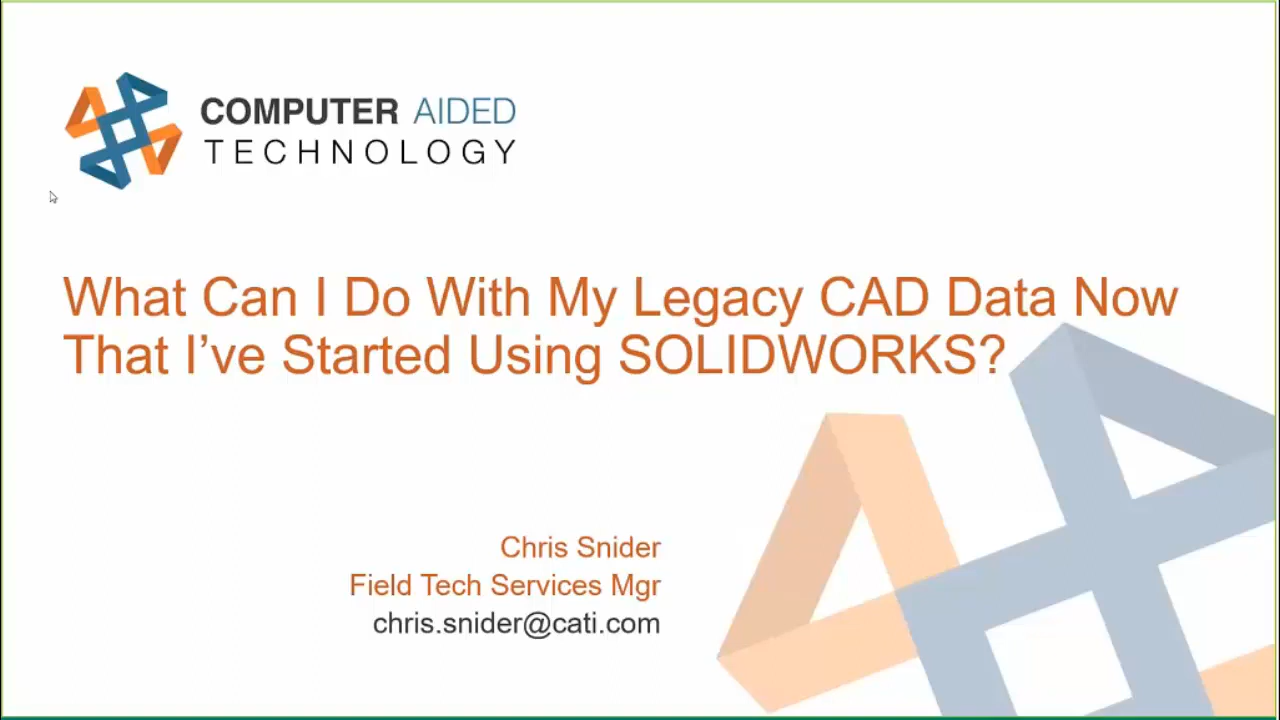 COMPUTER AIDED
TECHNOLOGY
What Can I Do With My Legacy CAD Data Now
That I’ve Started Using SOLIDWORKS?
Chris Snider
Field Tech Services Mgr
chris.snider@cati.com